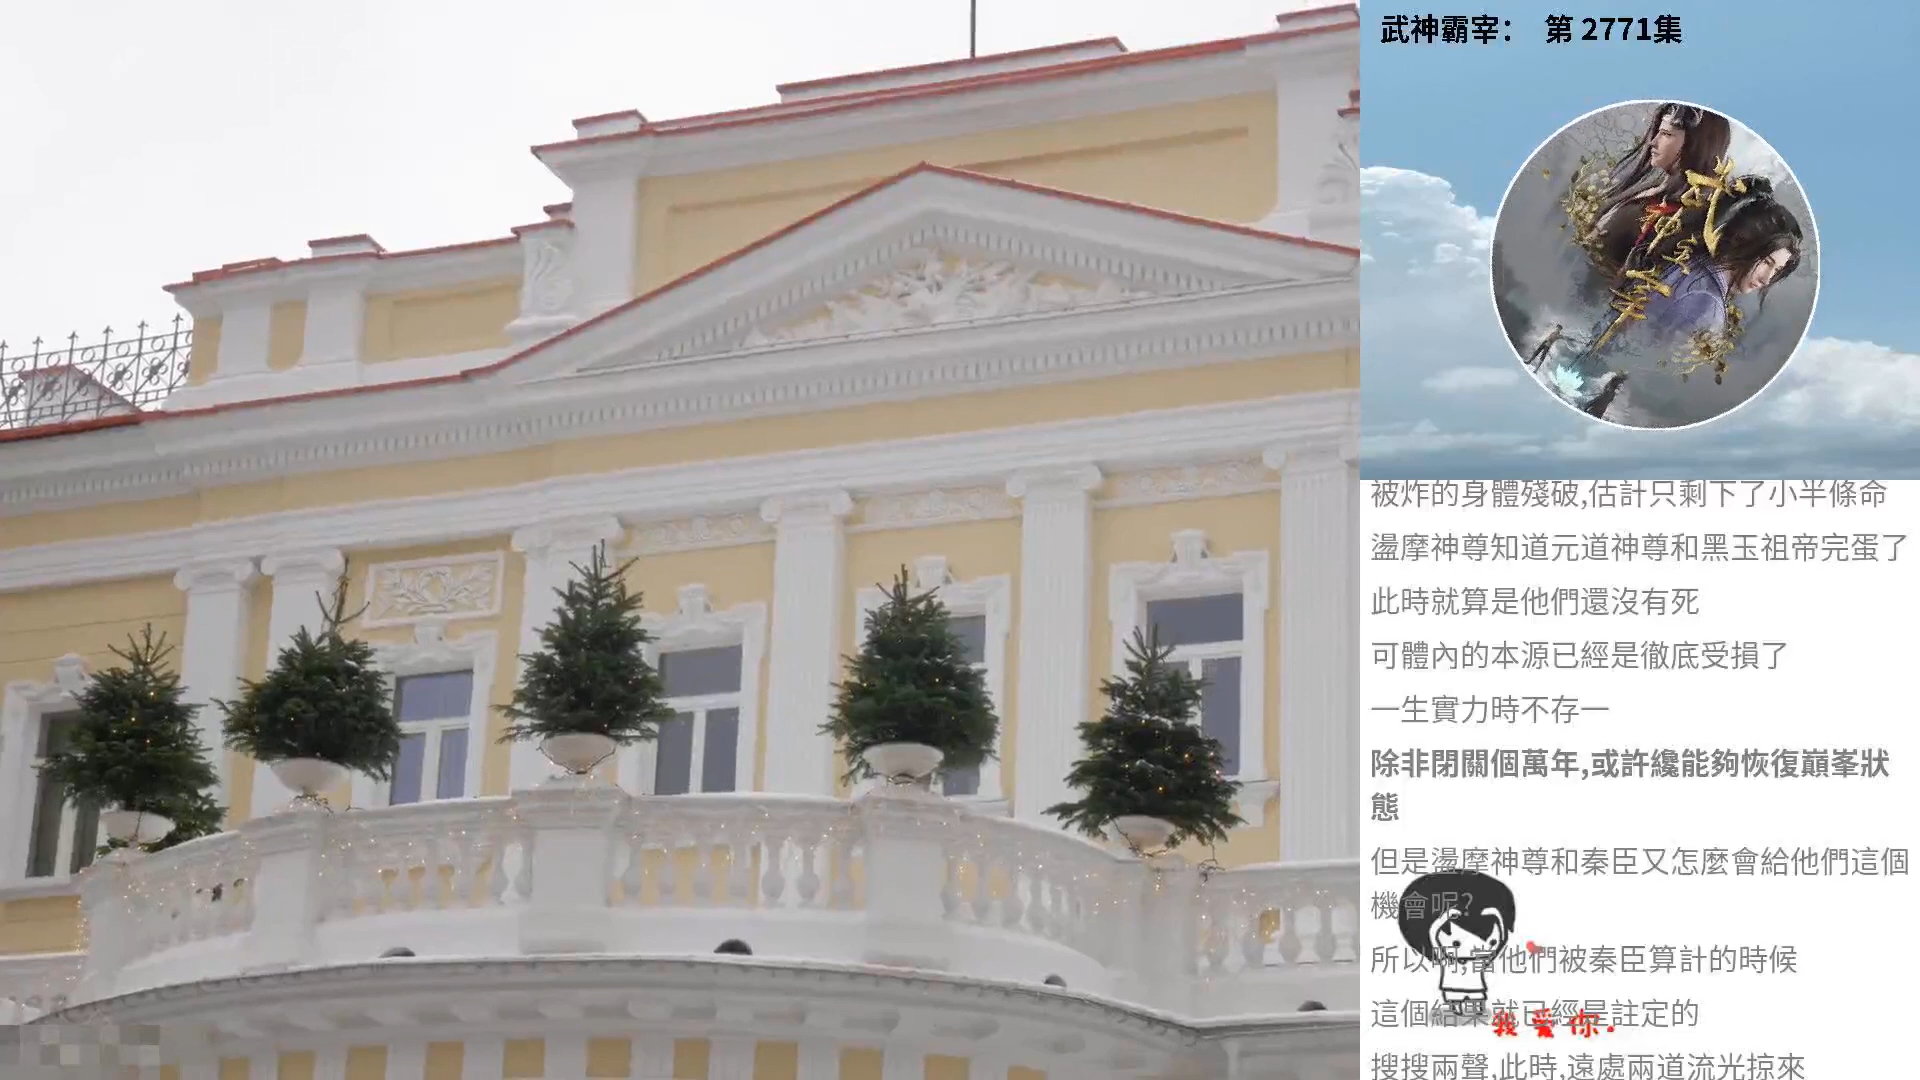 武神霸宰： 第 2771集
武神主宰
被炸的身體殘破,估計只剩下了小半條命
盪摩神尊知道元道神尊和黑玉祖帝完蛋了
此時就算是他們還沒有死
可體內的本源已經是徹底受損了
一生實力時不存一
除非閉關個萬年,或許纔能夠恢復巔峯狀
態
但是盪摩神尊和秦臣又怎麼會給他們這個
機會呢?
所以啊,當他們被秦臣算計的時候
這個結果就已經是註定的
我愛你.
搜搜兩聲,此時,遠處兩道流光掠來